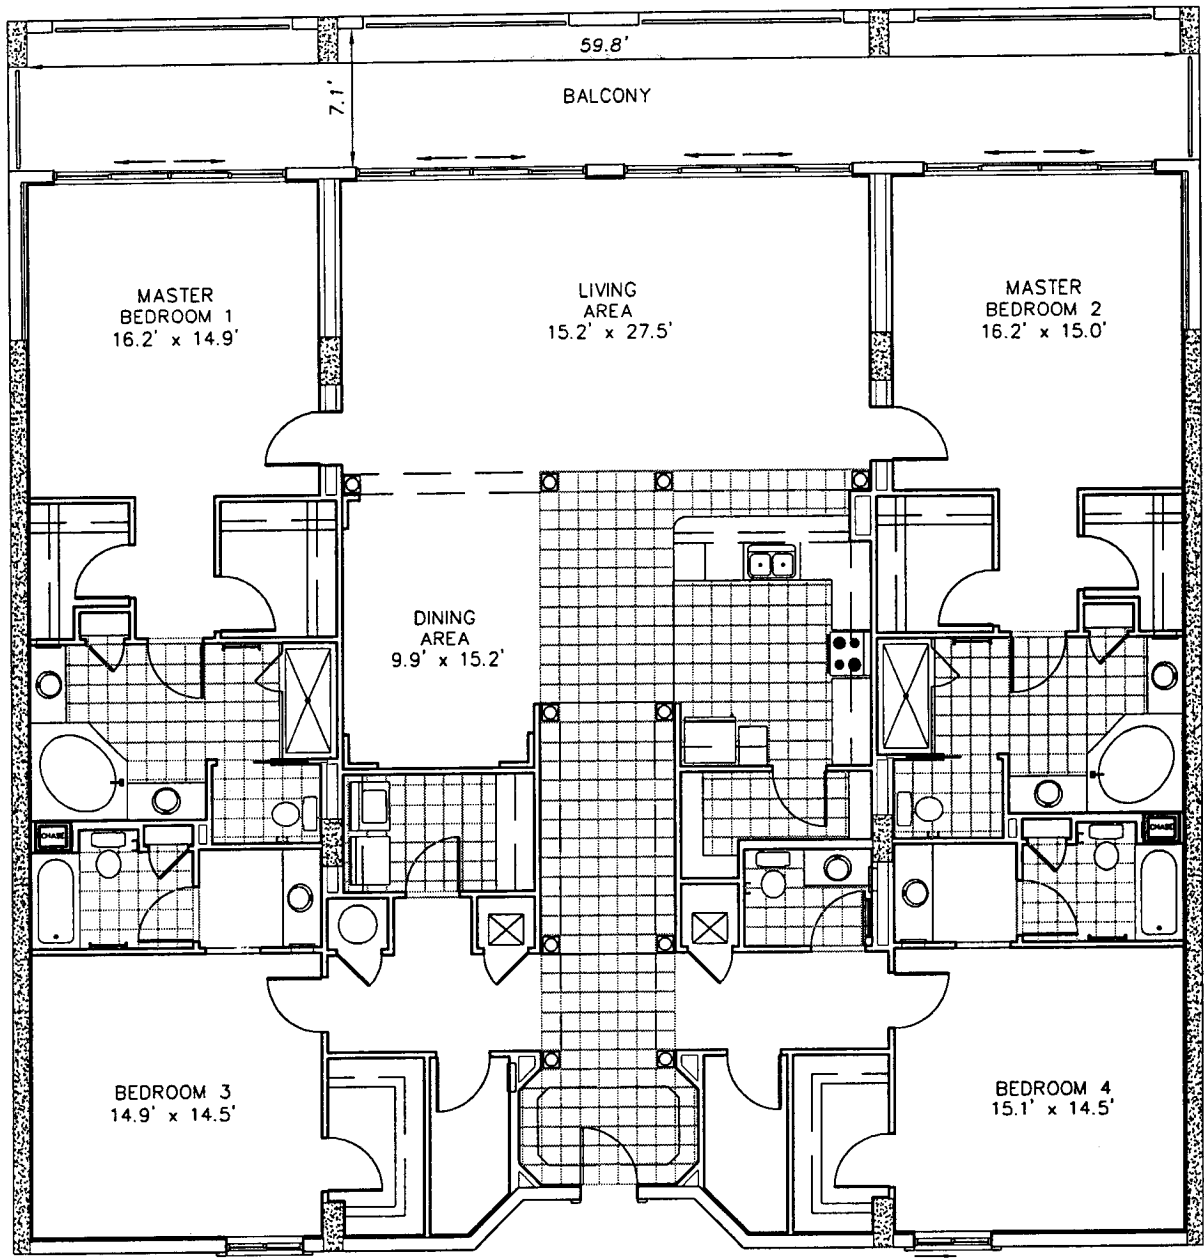 59.8'
7.1'
BALCONY
MASTER
BEDROOM 1
16.2' x 14.9'
LIVING
AREA
15.2' x 27.5'
MASTER
BEDROOM 2
16.2' x 15.0'
DINING
AREA
9.9' x 15.2'
CHASE
CHASE
BEDROOM 3
14.9' x 14.5'
BEDROOM 4
15.1' x 14.5'